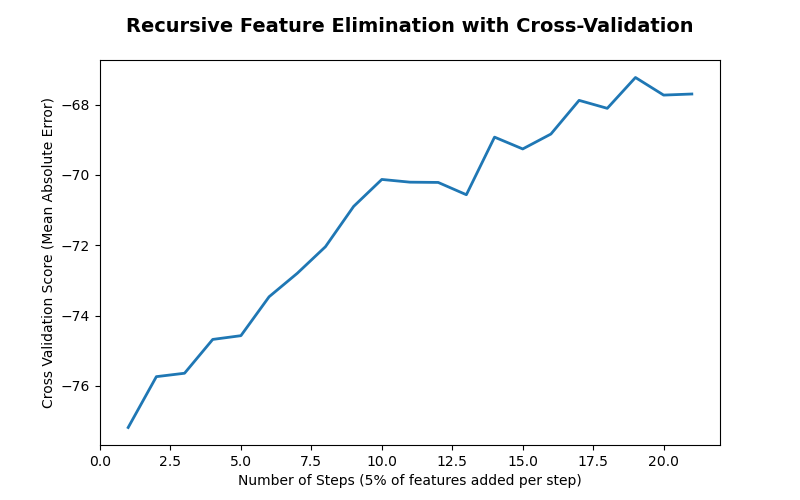 Recursive Feature Elimination with Cross-Validation
Cross Validation Score (Mean Absolute Error)
−68
−70
−72
−74
−76
0.0 2.5 5.0 7.5 10.0 12.5 15.0 17.5 20.0
Number of Steps (5% of features added per step)